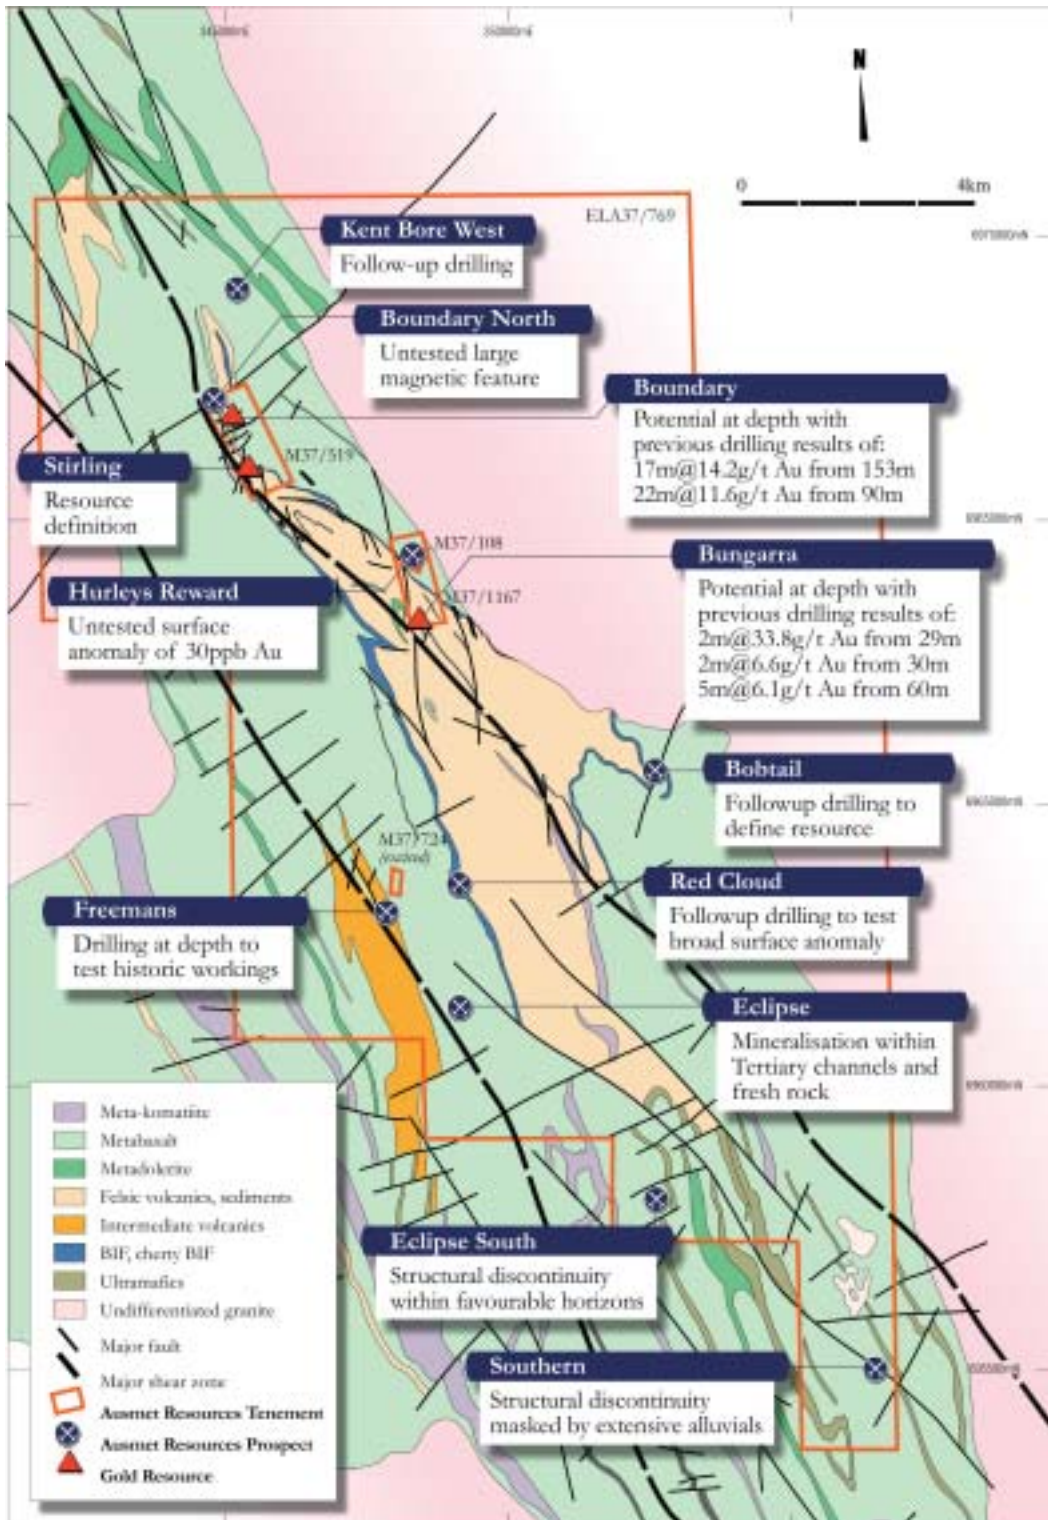 350000mE
N
0 4km
ELA37/769
Kent Bore West
Follow-up drilling
Boundary North
Untested large
magnetic feature
Boundary
Potential at depth with
previous drilling results of:
17m@14.2g/t Au from 153m
22m@11.6g/t Au from 90m
M37/519
Stirling
Resource
definition
M37/108
Bungarra
Potential at depth with
previous drilling results of:
2m@33.8g/t Au from 29m
2m@6.6g/t Au from 30m
5m@6.1g/t Au from 60m
Hurleys Reward
Untested surface
anomaly of 30ppb Au
M37/1167
Bobtail
Followup drilling to
define resource
M37/724
(excised)
Red Cloud
Followup drilling to test
broad surface anomaly
Freemans
Drilling at depth to
test historic workings
Eclipse
Mineralisation within
Tertiary channels and
fresh rock
Meta-komatiite
Metabasalt
Metadolerite
Felsic volcanics, sediments
Intermediate volcanics
BIF, cherty BIF
Ultramafics
Undifferentiated granite
Major fault
Major shear zone
Ausmet Resources Tenement
Ausmet Resources Prospect
Gold Resource
Eclipse South
Structural discontinuity
within favourable horizons
Southern
Structural discontinuity
masked by extensive alluvials